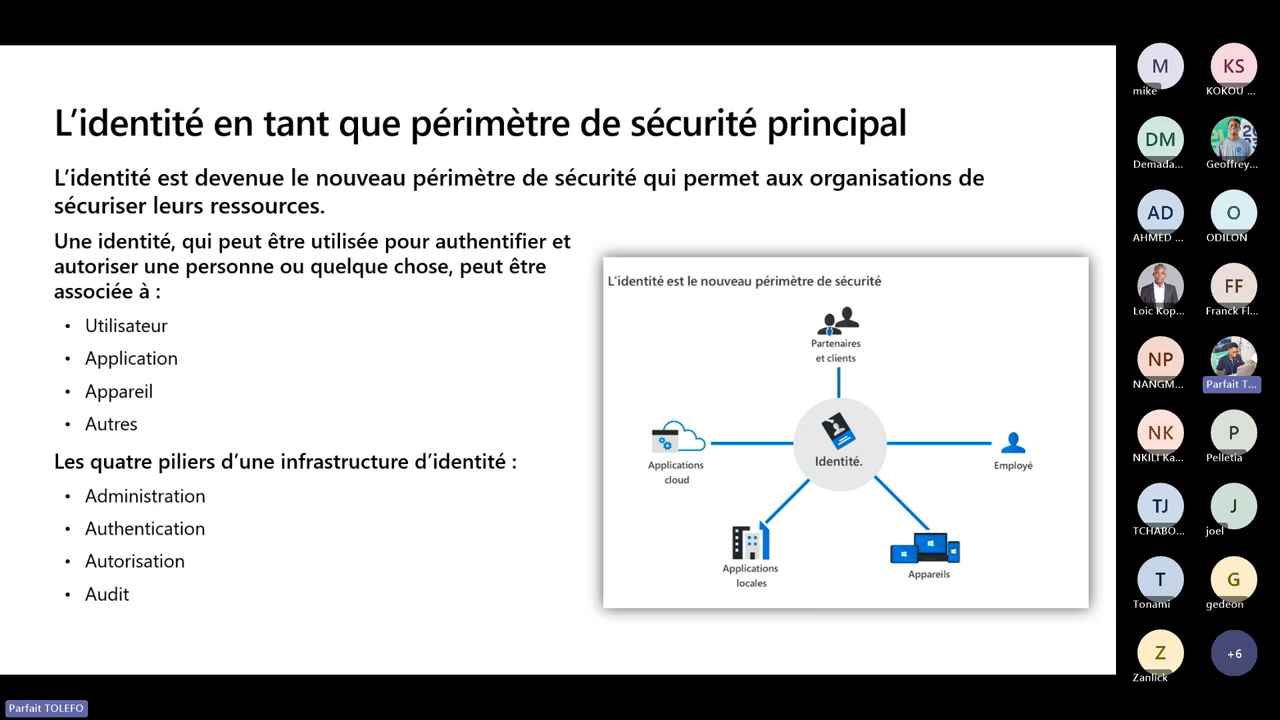 L’identité en tant que périmètre de sécurité principal
L’identité est devenue le nouveau périmètre de sécurité qui permet aux organisations de
sécuriser leurs ressources.
Une identité, qui peut être utilisée pour authentifier et
autoriser une personne ou quelque chose, peut être
associée à :
• Utilisateur
• Application
• Appareil
• Autres
Les quatre piliers d’une infrastructure d’identité :
• Administration
• Authentication
• Autorisation
• Audit
L’identité est le nouveau périmètre de sécurité
Partenaires
et clients
Applications
cloud
Identité.
Employé
Applications
locales
Appareils
M
mike
KS
KOKOU ...
DM
Demada...
Geoffrey...
AD
AHMED ...
O
ODILON
Loic Kop...
FF
Franck Fl...
NP
NANGM...
Parfait T...
NK
NKILI Ka...
P
Pelletia
TJ
TCHABO...
J
joel
T
Tonami
G
gedeon
Z
Zanlick
+6
Parfait TOLEFO